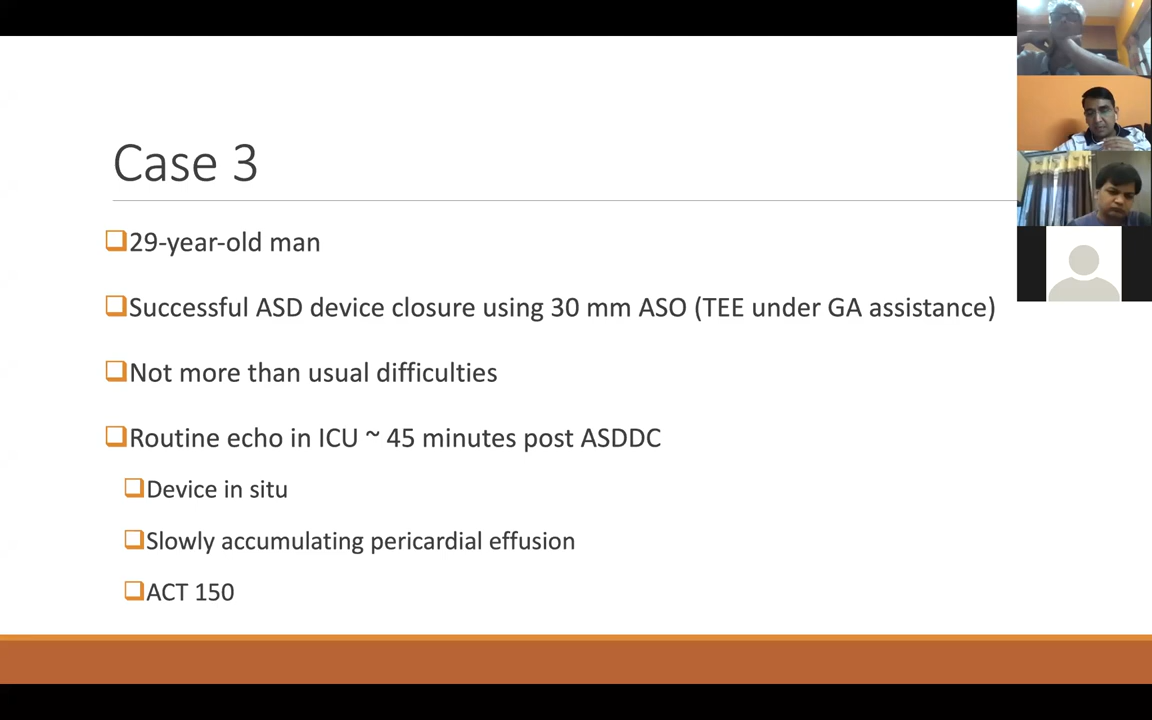 Case 3
29-year-old man
Successful ASD device closure using 30 mm ASO (TEE under GA assistance)
Not more than usual difficulties
Routine echo in ICU ~ 45 minutes post ASDDC
Device in situ
Slowly accumulating pericardial effusion
ACT 150